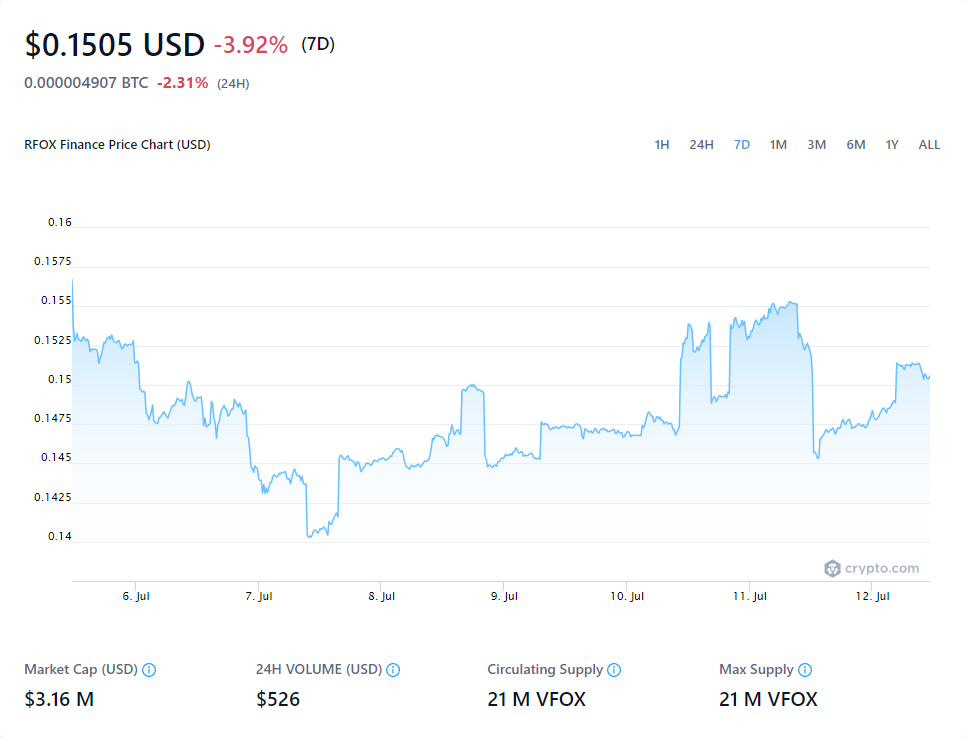 $0.1505 USD -3.92% (7D)
0.000004907 BTC -2.31% (24H)
RFOX Finance Price Chart (USD) 1H 24H 7D 1M 3M 6M 1Y ALL
0.16
0.1575
0.155
0.1525
0.15
0.1475
0.145
0.1425
0.14
crypto.com
6. Jul 7. Jul 8. Jul 9. Jul 10. Jul 11. Jul 12. Jul
Market Cap (USD) 24H VOLUME (USD) Circulating Supply Max Supply
$3.16 M $526 21 M VFOX 21 M VFOX